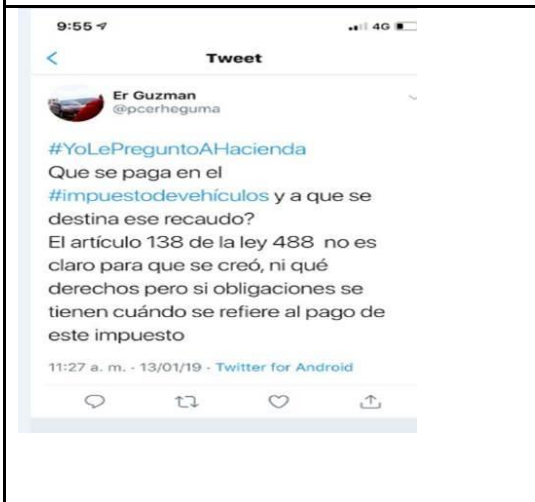 9:55
4G
Tweet
Er Guzman
@pcerheguma
#YoLePreguntoAHacienda
Que se paga en el
#impuestodevehículos y a que se
destina ese recaudo?
El artículo 138 de la ley 488 no es
claro para que se creó, ni qué
derechos pero si obligaciones se
tienen cuándo se refiere al pago de
este impuesto
11:27 a. m. · 13/01/19 · Twitter for Android